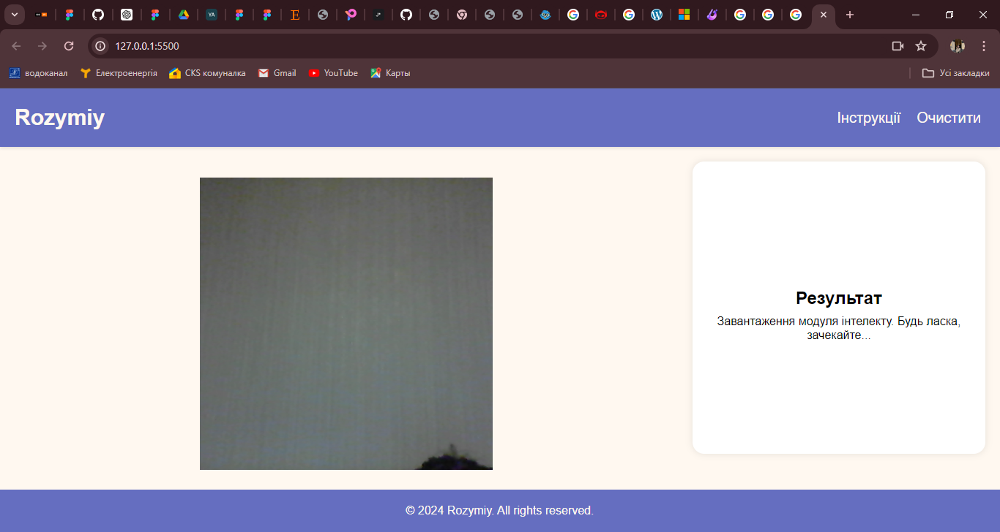 YA
J*
127.0.0.1:5500
водоканал Електроенергія CKS комуналка Gmail YouTube Карты Усі закладки
Rozymiy Інструкції Очистити
Результат
Завантаження модуля інтелекту. Будь ласка,
зачекайте...
© 2024 Rozymiy. All rights reserved.